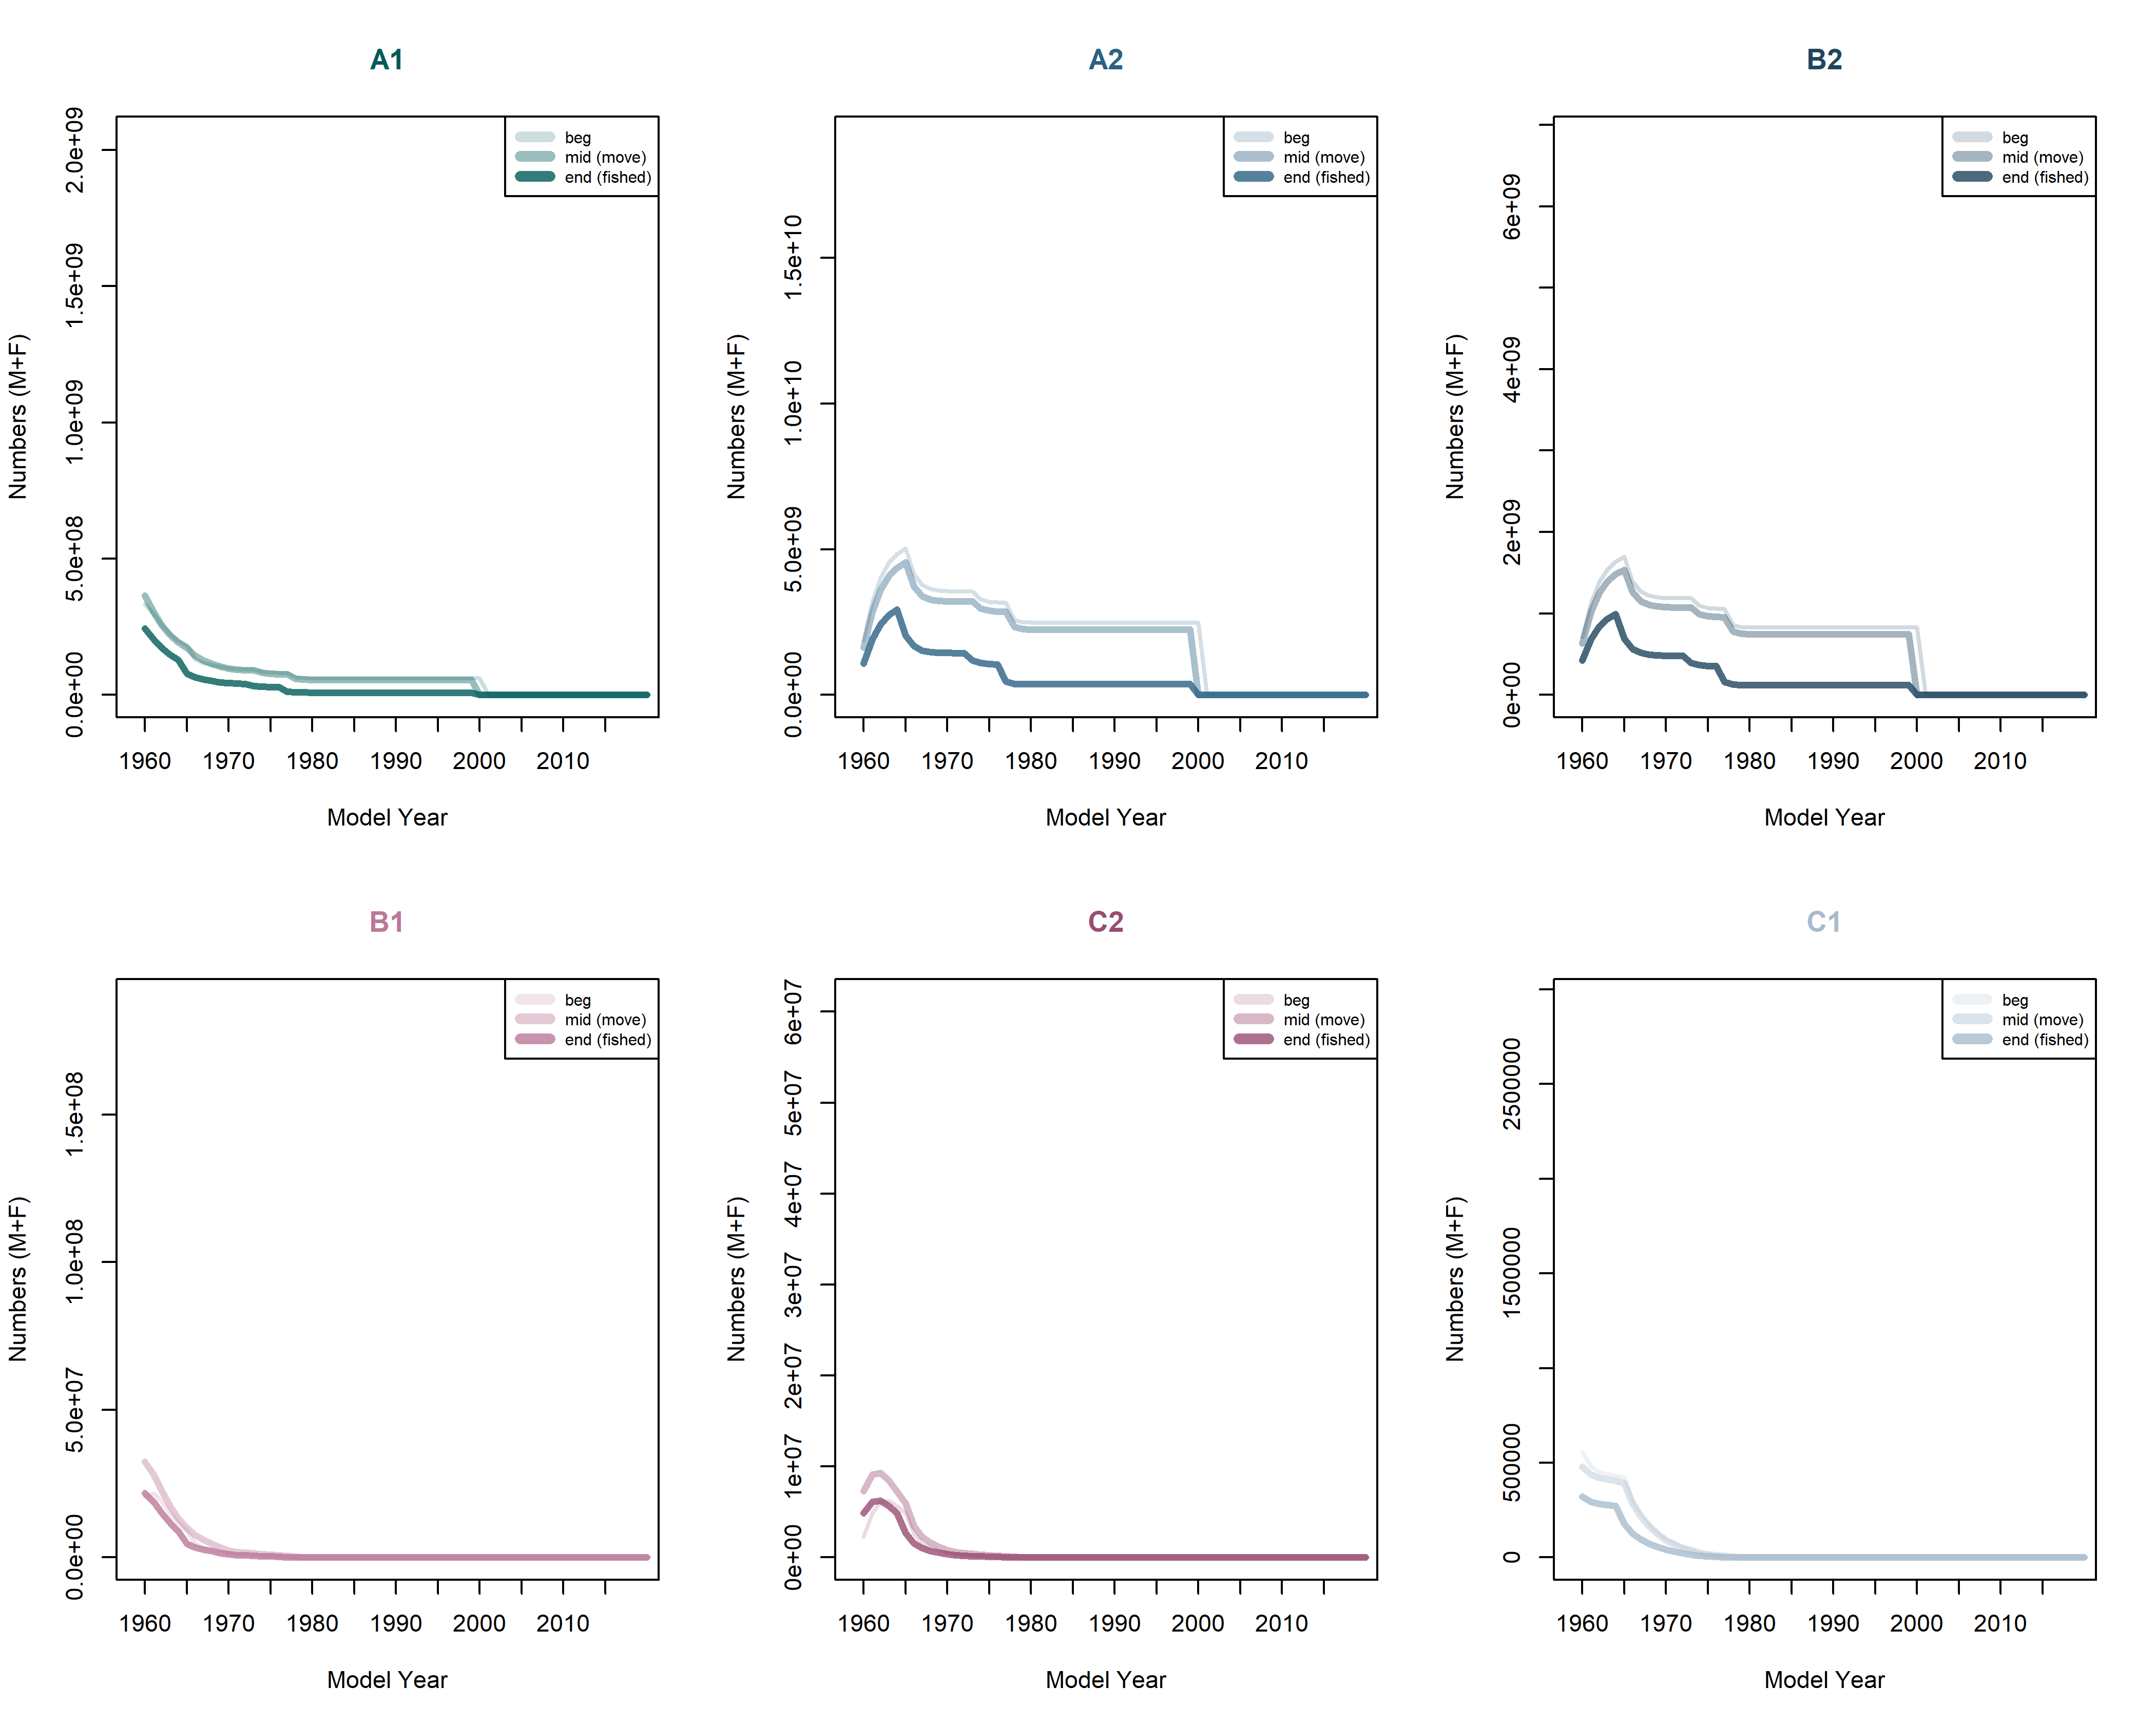 A1
Numbers (M+F)
2.0e+09
1.5e+09
1.0e+09
5.0e+08
0.0e+00
beg
mid (move)
end (fished)
1960 1970 1980 1990 2000 2010
Model Year
A2
Numbers (M+F)
1.5e+10
1.0e+10
5.0e+09
0.0e+00
beg
mid (move)
end (fished)
1960 1970 1980 1990 2000 2010
Model Year
B2
Numbers (M+F)
6e+09
4e+09
2e+09
0e+00
beg
mid (move)
end (fished)
1960 1970 1980 1990 2000 2010
Model Year
B1
Numbers (M+F)
1.5e+08
1.0e+08
5.0e+07
0.0e+00
beg
mid (move)
end (fished)
1960 1970 1980 1990 2000 2010
Model Year
C2
Numbers (M+F)
6e+07
5e+07
4e+07
3e+07
2e+07
1e+07
0e+00
beg
mid (move)
end (fished)
1960 1970 1980 1990 2000 2010
Model Year
C1
Numbers (M+F)
2500000
1500000
500000
0
beg
mid (move)
end (fished)
1960 1970 1980 1990 2000 2010
Model Year